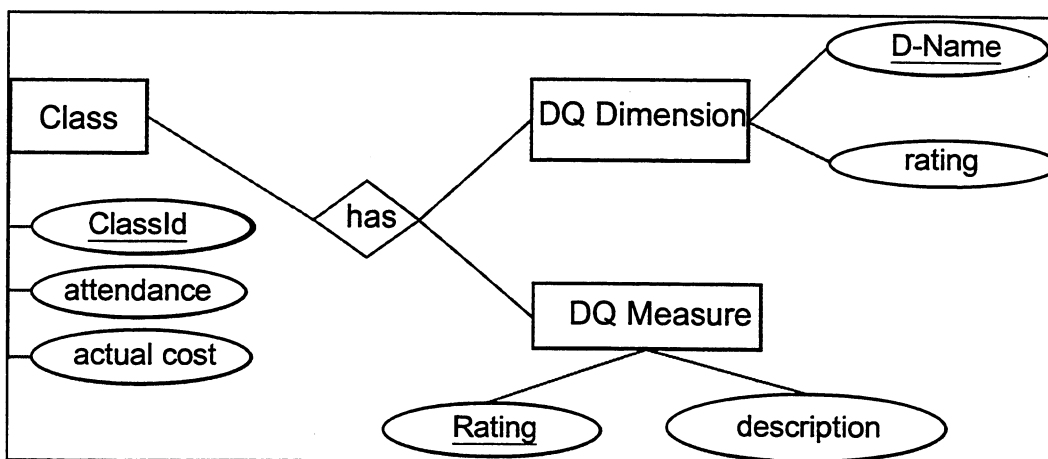 D-Name
Class
DQ Dimension
rating
has
ClassId
attendance
actual cost
DQ Measure
Rating
description